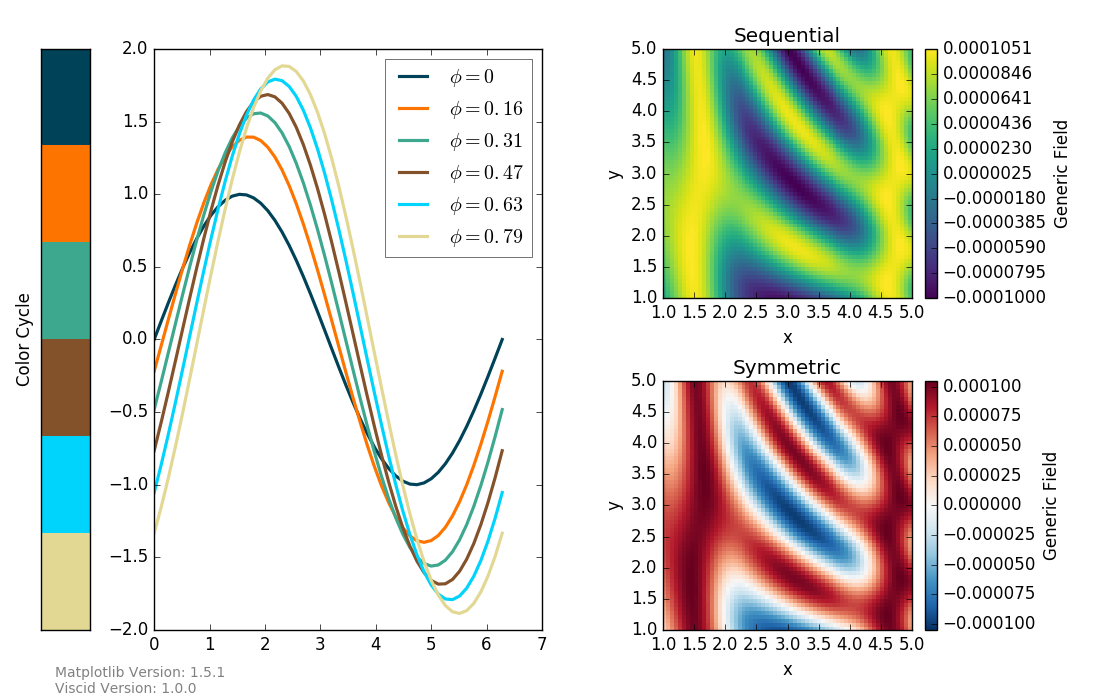 Color Cycle
2.0
1.5
1.0
0.5
0.0
−0.5
−1.0
−1.5
−2.0
0 1 2 3 4 5 6 7
ϕ = 0
ϕ = 0.16
ϕ = 0.31
ϕ = 0.47
ϕ = 0.63
ϕ = 0.79
Matplotlib Version: 1.5.1
Viscid Version: 1.0.0
Sequential
y
5.0
4.5
4.0
3.5
3.0
2.5
2.0
1.5
1.0
1.0 1.5 2.0 2.5 3.0 3.5 4.0 4.5 5.0
x
0.0001051
0.0000846
0.0000641
0.0000436
0.0000230
0.0000025
−0.0000180
−0.0000385
−0.0000590
−0.0000795
−0.0001000
Generic Field
Symmetric
y
5.0
4.5
4.0
3.5
3.0
2.5
2.0
1.5
1.0
1.0 1.5 2.0 2.5 3.0 3.5 4.0 4.5 5.0
x
0.000100
0.000075
0.000050
0.000025
0.000000
−0.000025
−0.000050
−0.000075
−0.000100
Generic Field